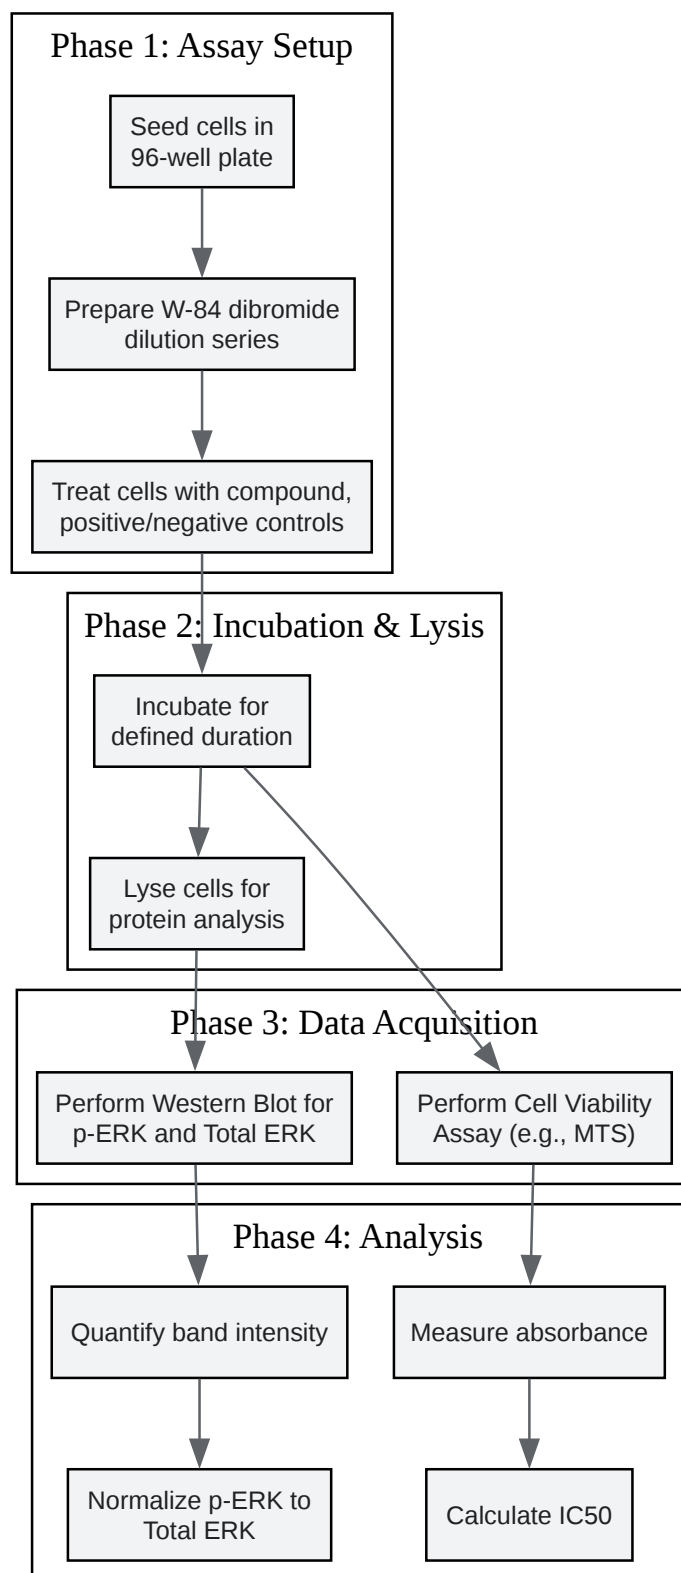 Phase 1: Assay Setup
Seed cells in
96-well plate
Prepare W-84 dibromide
dilution series
Treat cells with compound,
positive/negative controls
Phase 2: Incubation & Lysis
Incubate for
defined duration
Lyse cells for
protein analysis
Phase 3: Data Acquisition
Perform Western Blot for
p-ERK and Total ERK
Perform Cell Viability
Assay (e.g., MTS)
Phase 4: Analysis
Quantify band intensity
Measure absorbance
Normalize p-ERK to
Total ERK
Calculate IC50